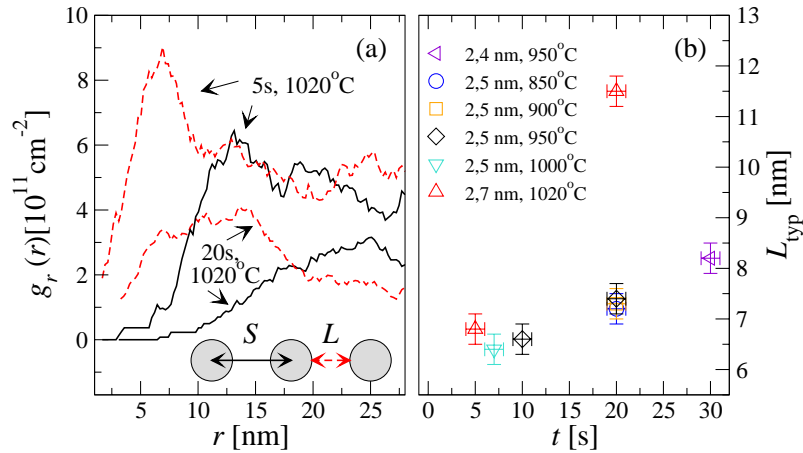 (a)
5s, 1020°C
20s,
1020°C
S
L
g_r (r)[10^11 cm^-2]
8
6
4
2
0
5
10
15
20
25
r [nm]
(b)
2,4 nm, 950°C
2,5 nm, 850°C
2,5 nm, 900°C
2,5 nm, 950°C
2,5 nm, 1000°C
2,7 nm, 1020°C
0
5
10
15
20
25
30
t [s]
13
12
11
10
9
8
7
6
L_typ [nm]